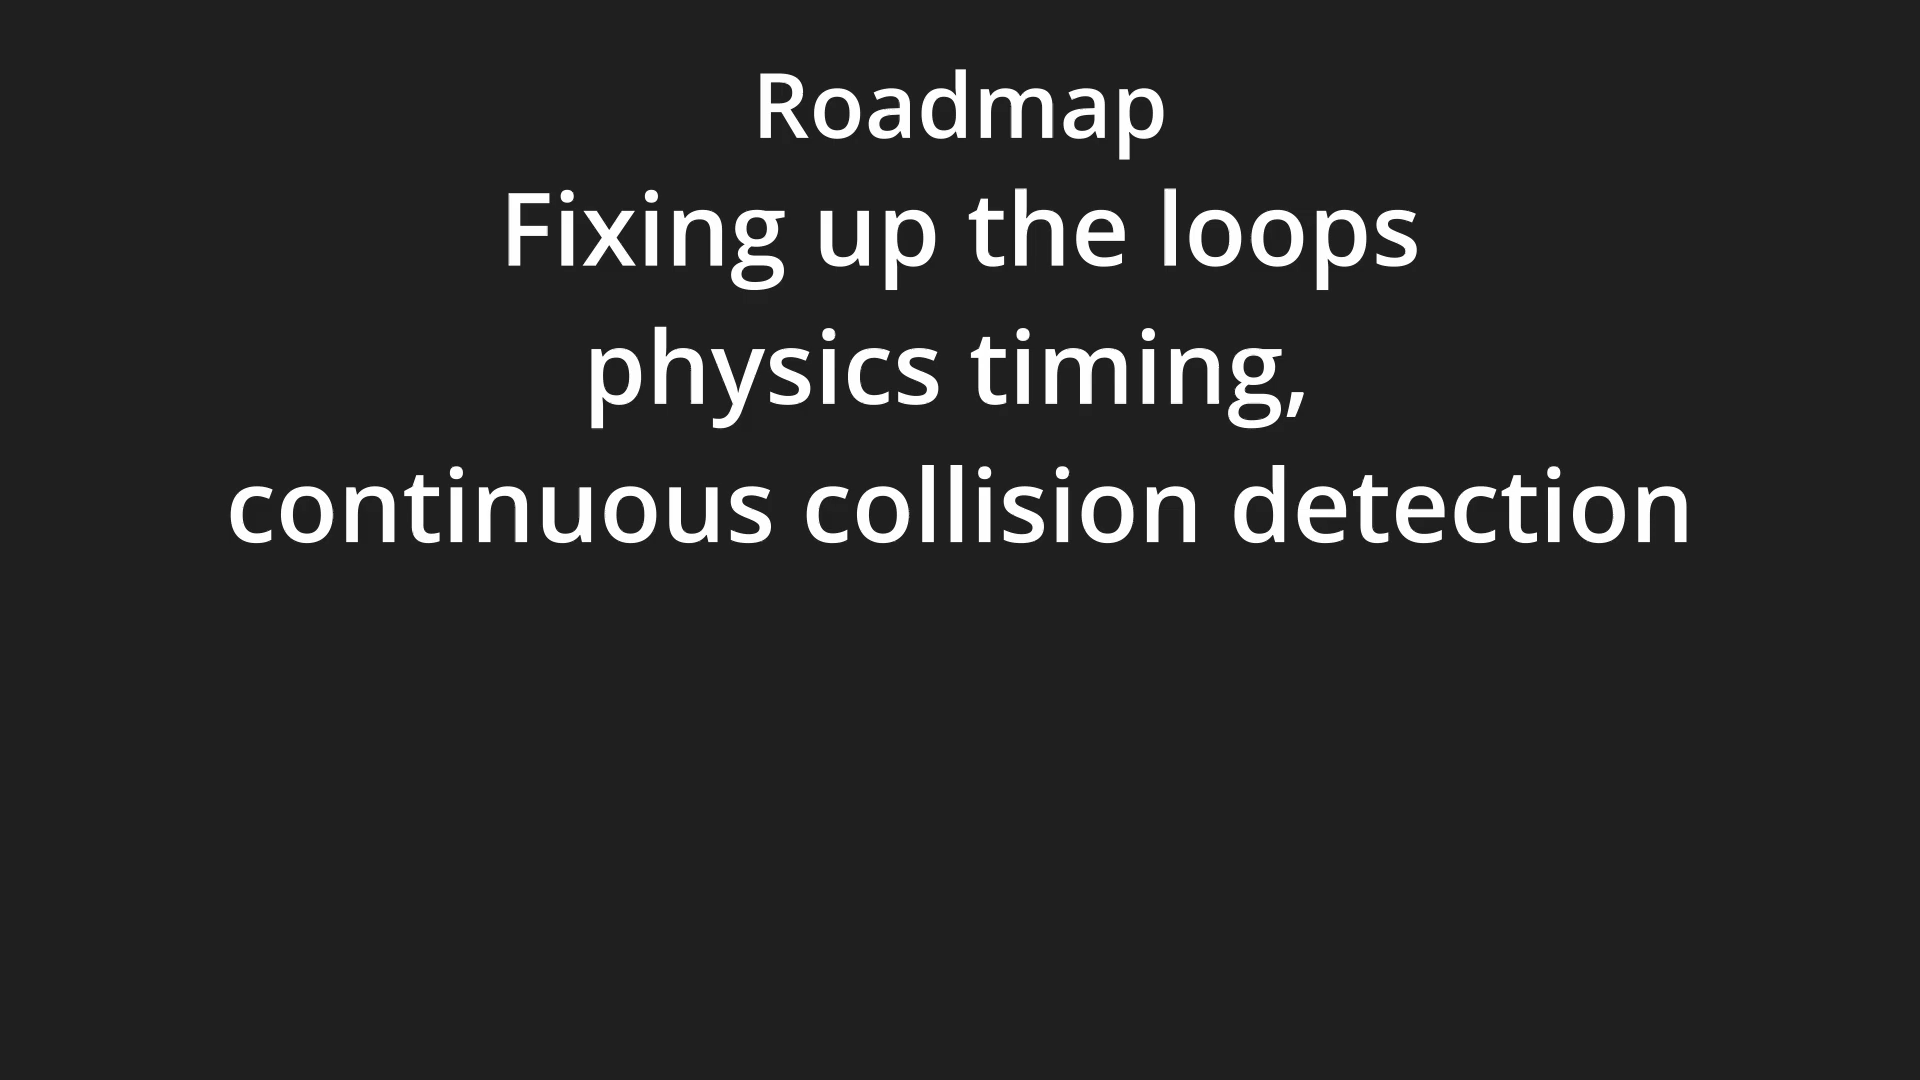 Roadmap
Fixing up the loops
physics timing,
continuous collision detection